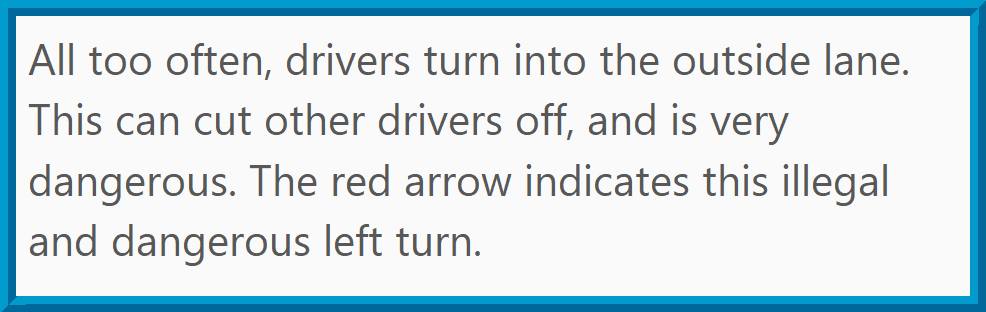 All too often, drivers turn into the outside lane.
This can cut other drivers off, and is very
dangerous. The red arrow indicates this illegal
and dangerous left turn.